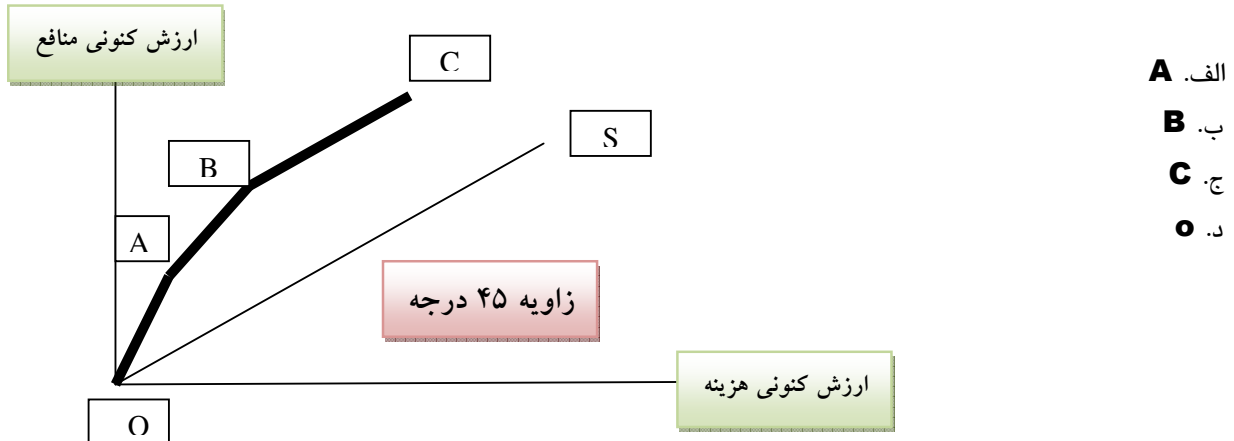 ارزش کنونی منافع
C
S
B
A
زاویه ۴۵ درجه
ارزش کنونی هزینه
O
الف. A
ب. B
ج. C
د. o